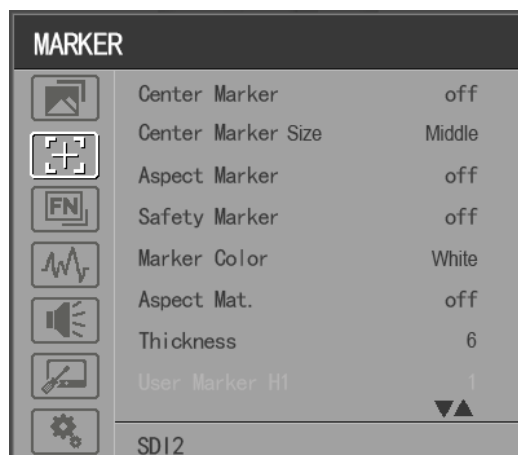 MARKER
Center Marker off
Center Marker Size Middle
Aspect Marker off
FN
Safety Marker off
Marker Color White
Aspect Mat. off
Thickness 6
User Marker H1 1
SDI2